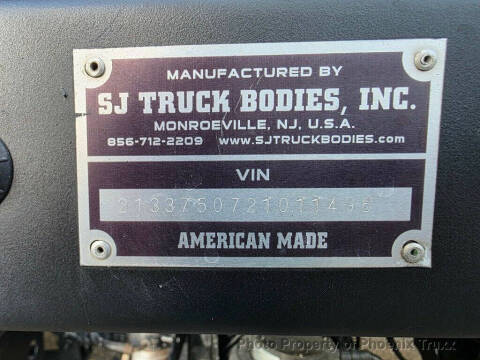 MANUFACTURED BY
SJ TRUCK BODIES, INC.
MONROEVILLE, NJ, U.S.A.
856-712-2209 www.SJTRUCKBODIES.com
VIN
2133750721011496
AMERICAN MADE
Photo Property of Phoenix Truxx